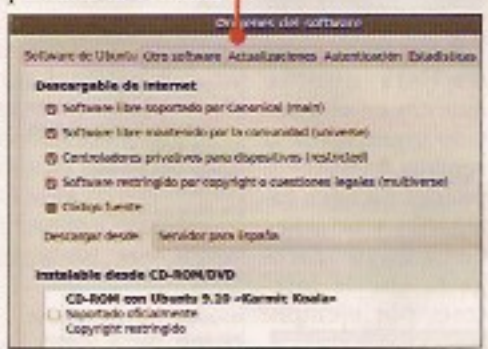 Orígenes del software
Software de Ubuntu Otro software Actualizaciones Autenticación Estadísticas
Descargable de Internet
Software libre soportado por Canonical (main)
Software libre mantenido por la comunidad (universe)
Controladores privativos para dispositivos (restricted)
Software restringido por copyright o cuestiones legales (multiverse)
Código fuente
Descargar desde: Servidor para España
Instalable desde CD-ROM/DVD
CD-ROM con Ubuntu 9.10 «Karmic Koala»
Soportado oficialmente
Copyright restringido